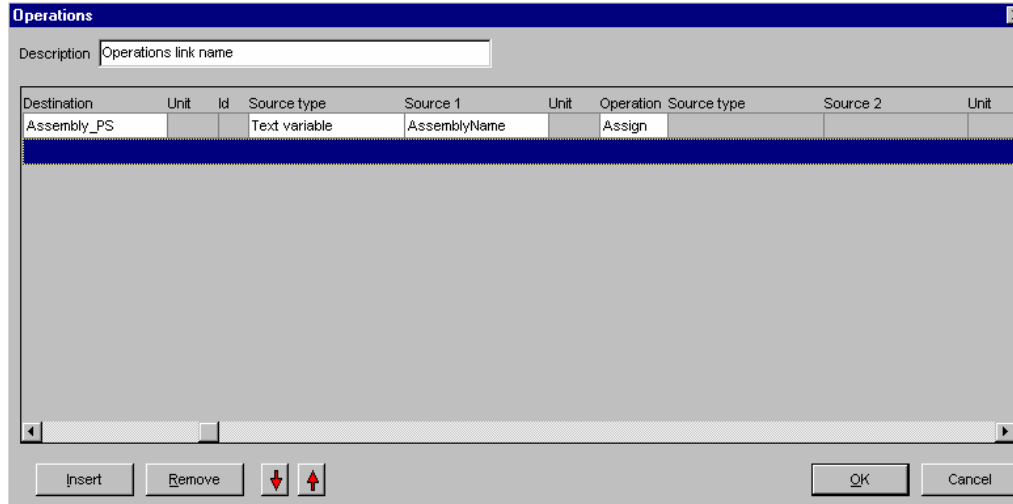 Operations
Description Operations link name
Destination Unit Id Source type Source 1 Unit Operation Source type Source 2 Unit
Assembly_PS Text variable AssemblyName Assign
Insert Remove OK Cancel